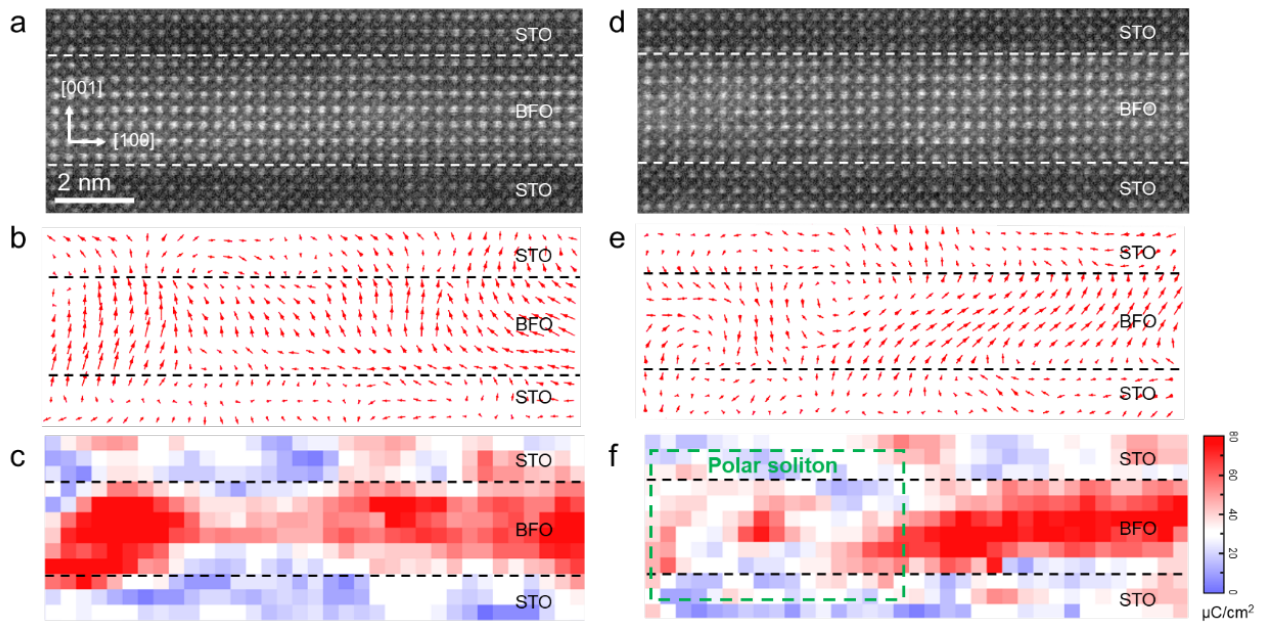 a
STO
[001]
BFO
[100]
STO
2 nm
b
STO
BFO
STO
c
STO
BFO
STO
d
STO
BFO
STO
e
STO
BFO
STO
f
Polar soliton
STO
BFO
STO
80
60
40
20
0
µC/cm²